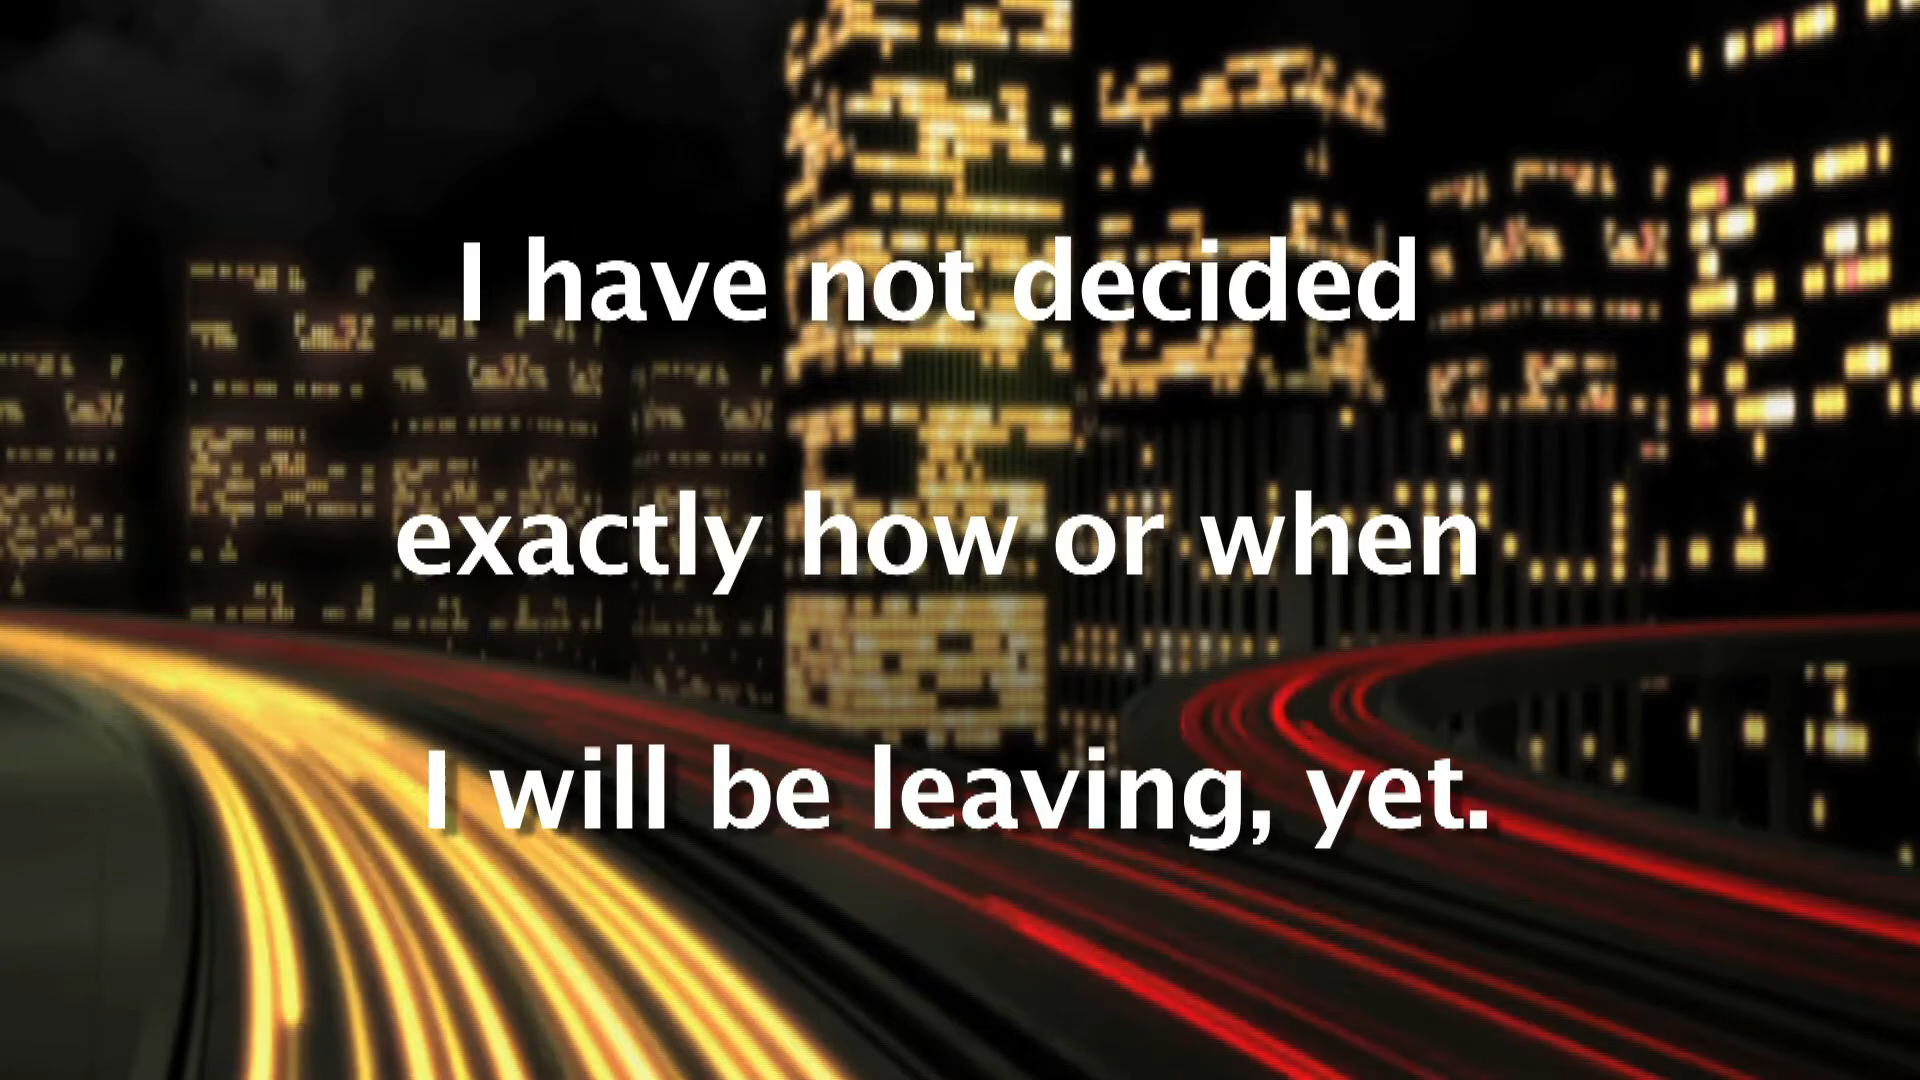 I have not decided
exactly how or when
I will be leaving, yet.